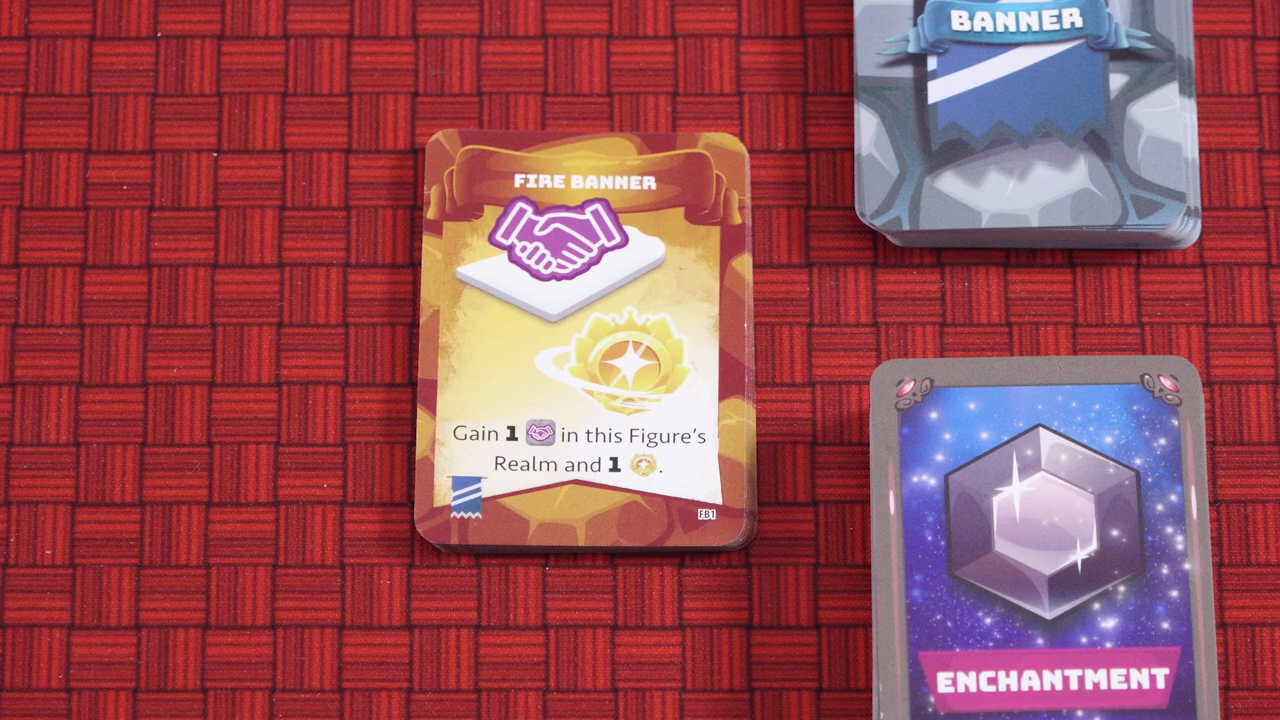 BANNER
FIRE BANNER
Gain 1 in this Figure's
Realm and 1 .
FB1
ENCHANTMENT